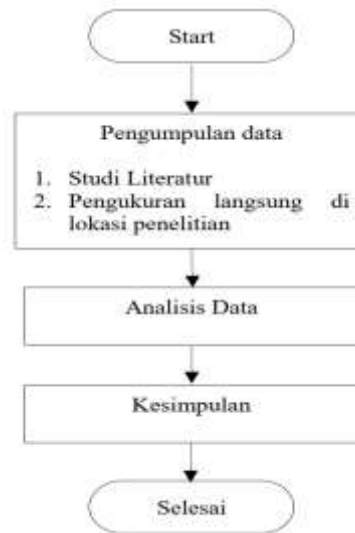 Start
Pengumpulan data
1. Studi Literatur
2. Pengukuran langsung di
lokasi penelitian
Analisis Data
Kesimpulan
Selesai